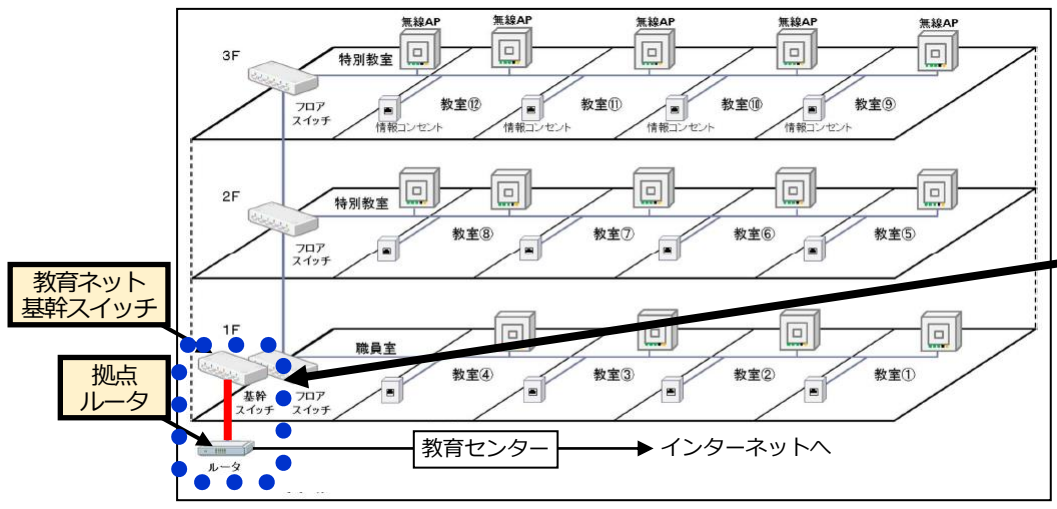 無線AP
無線AP
無線AP
無線AP
無線AP
3F
特別教室
フロア
スイッチ
教室⑫
教室⑪
教室⑩
教室⑨
情報コンセント
情報コンセント
情報コンセント
情報コンセント
2F
特別教室
フロア
スイッチ
教室⑧
教室⑦
教室⑥
教室⑤
教育ネット
基幹スイッチ
1F
職員室
拠点
ルータ
基幹
スイッチ
フロア
スイッチ
教室④
教室③
教室②
教室①
ルータ
教育センター
インターネットへ